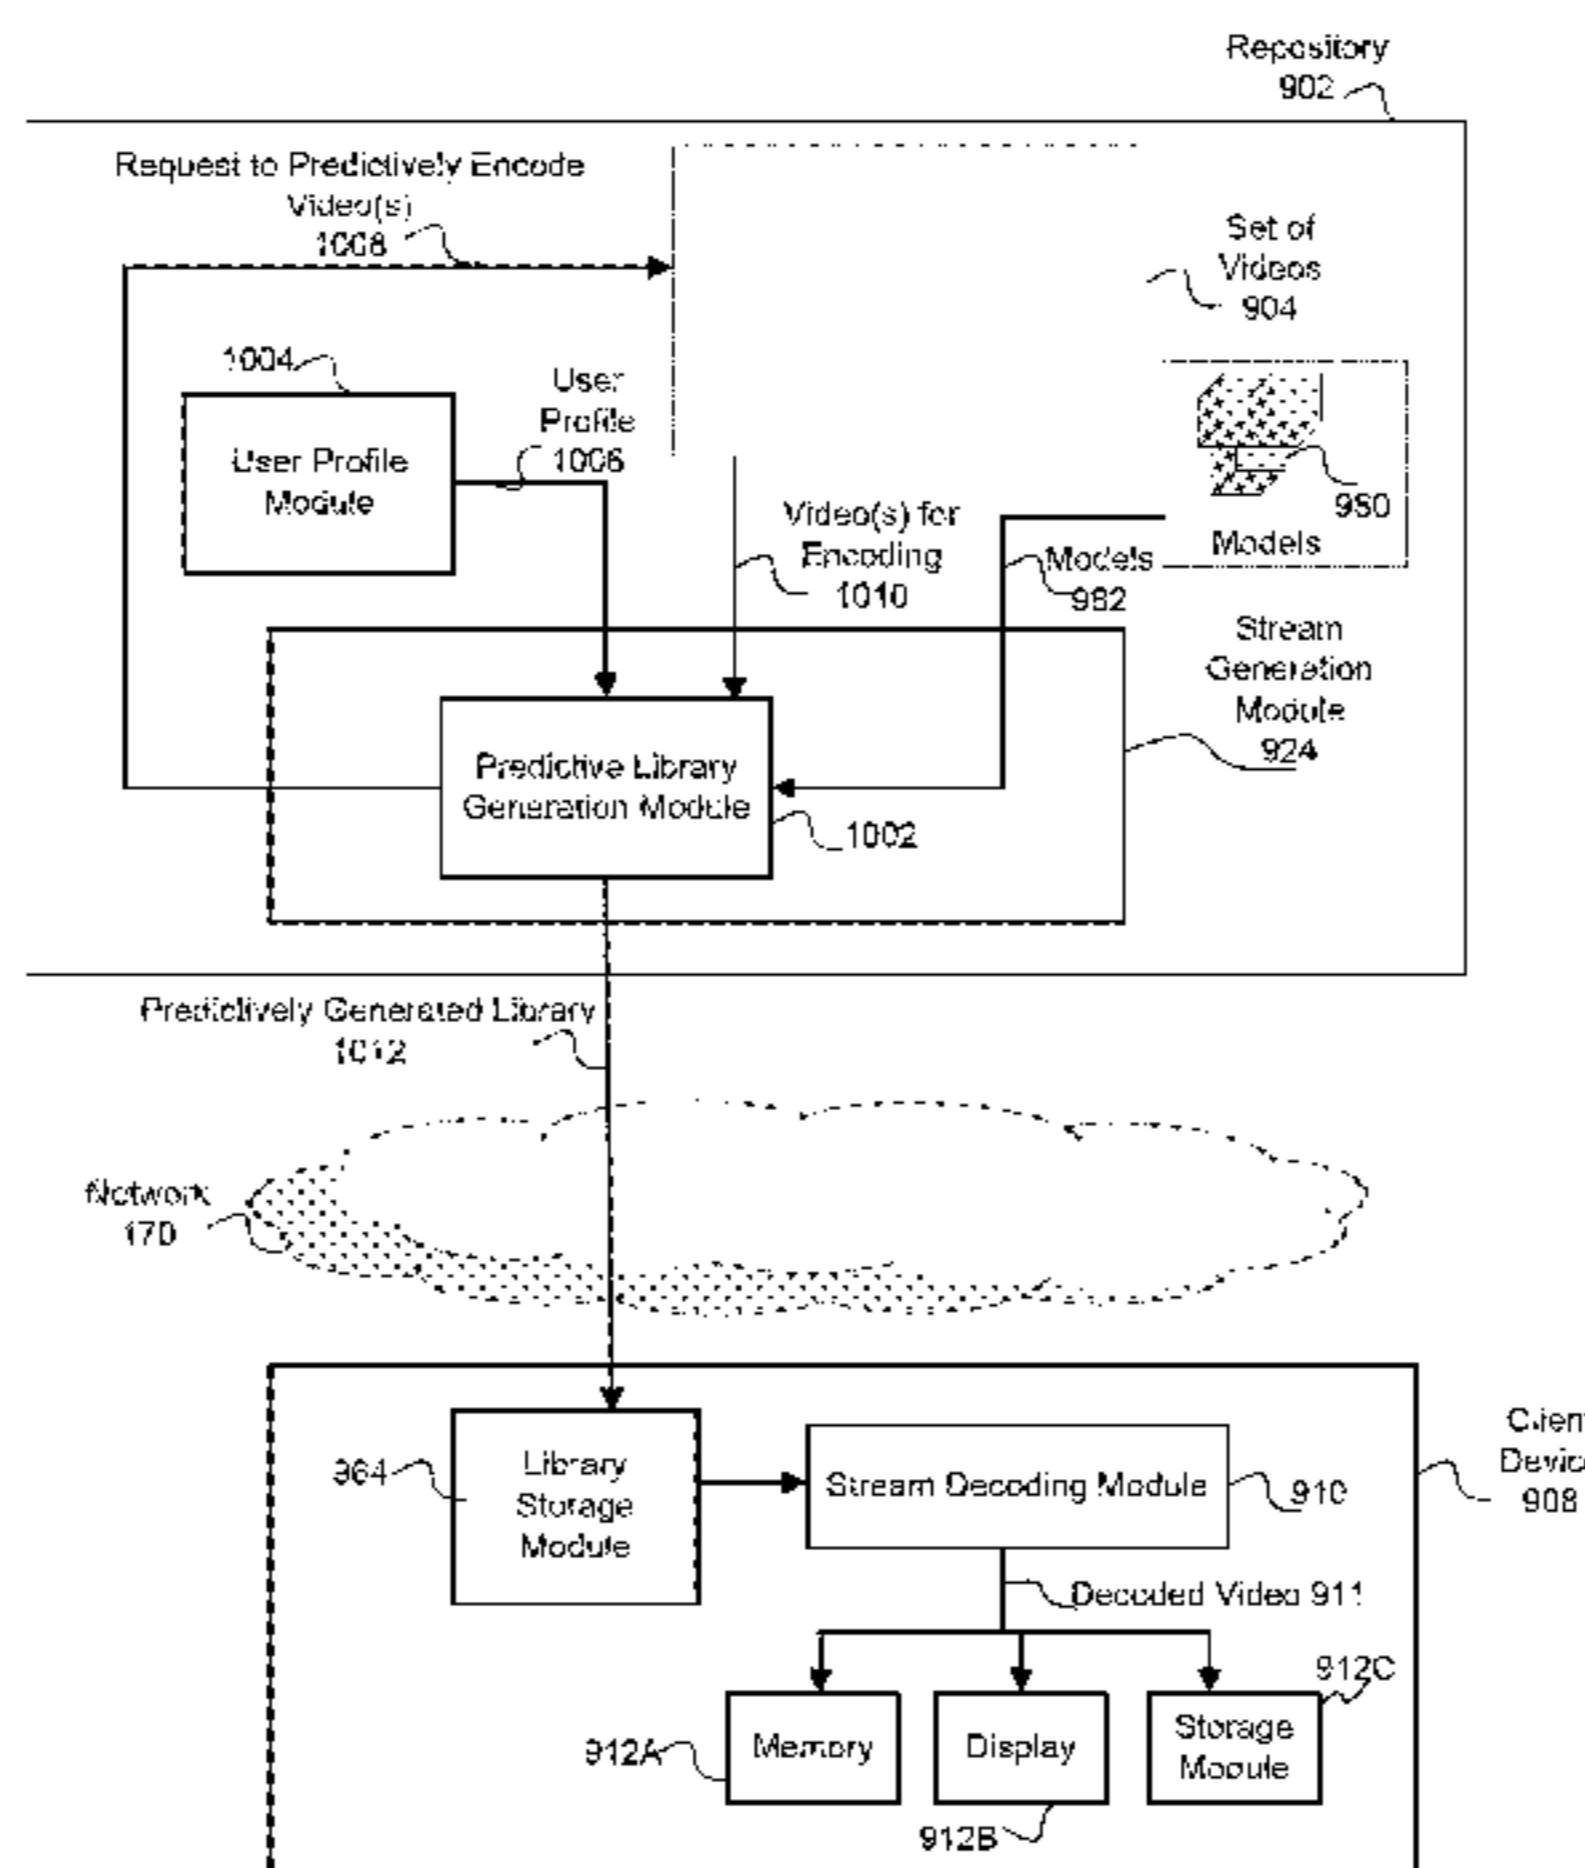 Repository
902
Request to Predictively Encode
Video(s)
1008
Set of
Videos
904
1004
User
Profile
1006
User Profile
Module
Video(s) for
Encoding
1010
Models
982
980
Models
Stream
Generation
Module
924
Predictive Library
Generation Module
1002
Predictively Generated Library
1012
Network
170
Clien
Devic
908
964
Library
Storage
Module
Stream Decoding Module
910
Decoded Video 911
912C
912A
Memory
Display
Storage
Module
912B